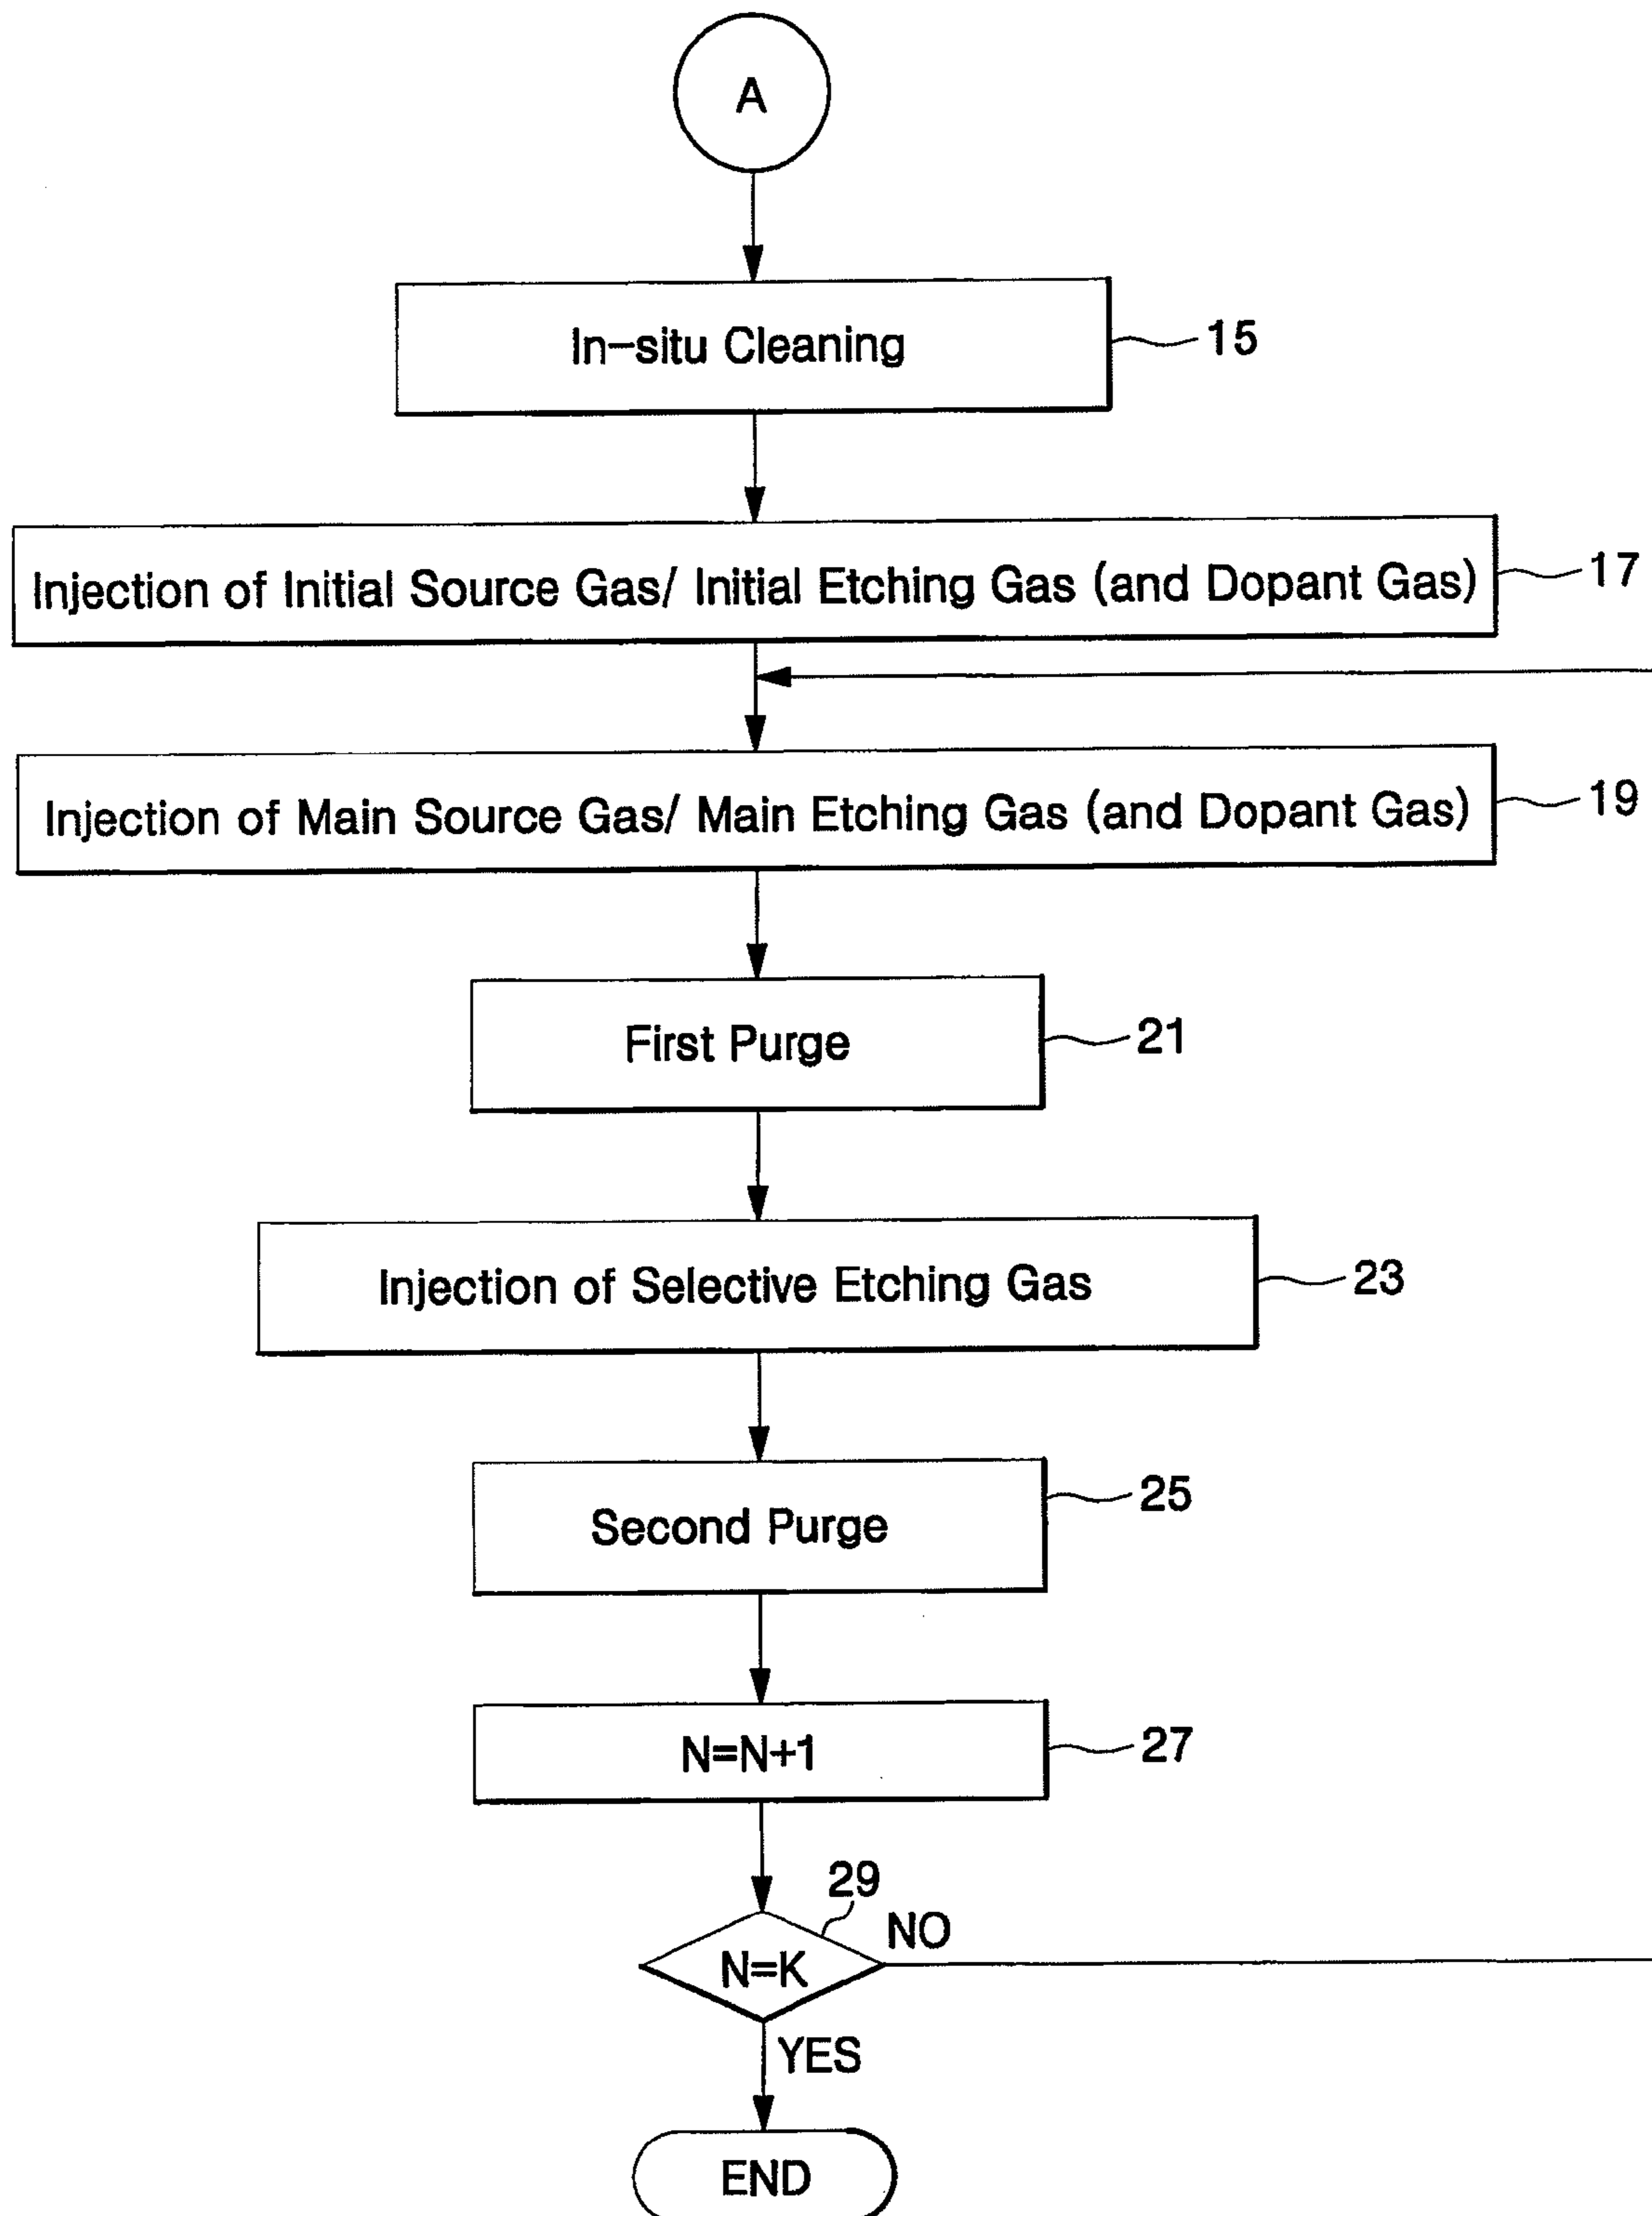 A
In-situ Cleaning
15
Injection of Initial Source Gas/ Initial Etching Gas (and Dopant Gas)
17
Injection of Main Source Gas/ Main Etching Gas (and Dopant Gas)
19
First Purge
21
Injection of Selective Etching Gas
23
Second Purge
25
N=N+1
27
29
N=K
NO
YES
END